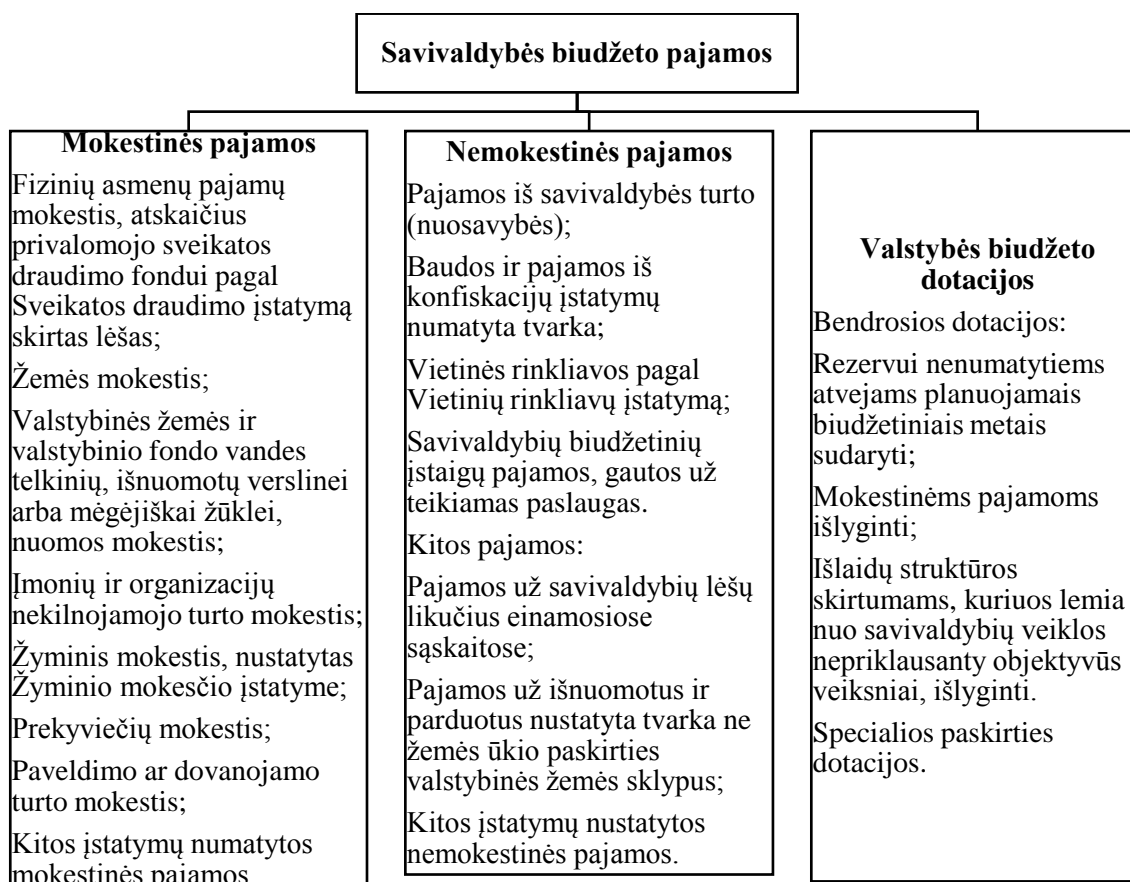 Savivaldybės biudžeto pajamos
Mokestinės pajamos
Fizinių asmenų pajamų
mokestis, atskaičius
privalomojo sveikatos
draudimo fondui pagal
Sveikatos draudimo įstatymą
skirtas lėšas;
Žemės mokestis;
Valstybinės žemės ir
valstybinio fondo vandes
telkinių, išnuomotų verslinei
arba mėgėjiškai žūklei,
nuomos mokestis;
Įmonių ir organizacijų
nekilnojamojo turto mokestis;
Žyminis mokestis, nustatytas
Žyminio mokesčio įstatyme;
Prekyviečių mokestis;
Paveldimo ar dovanojamo
turto mokestis;
Kitos įstatymų numatytos
mokestinės pajamos
Nemokestinės pajamos
Pajamos iš savivaldybės turto
(nuosavybės);
Baudos ir pajamos iš
konfiskacijų įstatymų
numatyta tvarka;
Vietinės rinkliavos pagal
Vietinių rinkliavų įstatymą;
Savivaldybių biudžetinių
įstaigų pajamos, gautos už
teikiamas paslaugas.
Kitos pajamos:
Pajamos už savivaldybių lėšų
likučius einamosiose
sąskaitose;
Pajamos už išnuomotus ir
parduotus nustatyta tvarka ne
žemės ūkio paskirties
valstybinės žemės sklypus;
Kitos įstatymų nustatytos
nemokestinės pajamos.
Valstybės biudžeto
dotacijos
Bendrosios dotacijos:
Rezervui nenumatytiems
atvejams planuojamais
biudžetiniais metais
sudaryti;
Mokestinėms pajamoms
išlyginti;
Išlaidų struktūros
skirtumams, kuriuos lemia
nuo savivaldybių veiklos
nepriklausanty objektyvūs
veiksniai, išlyginti.
Specialios paskirties
dotacijos.